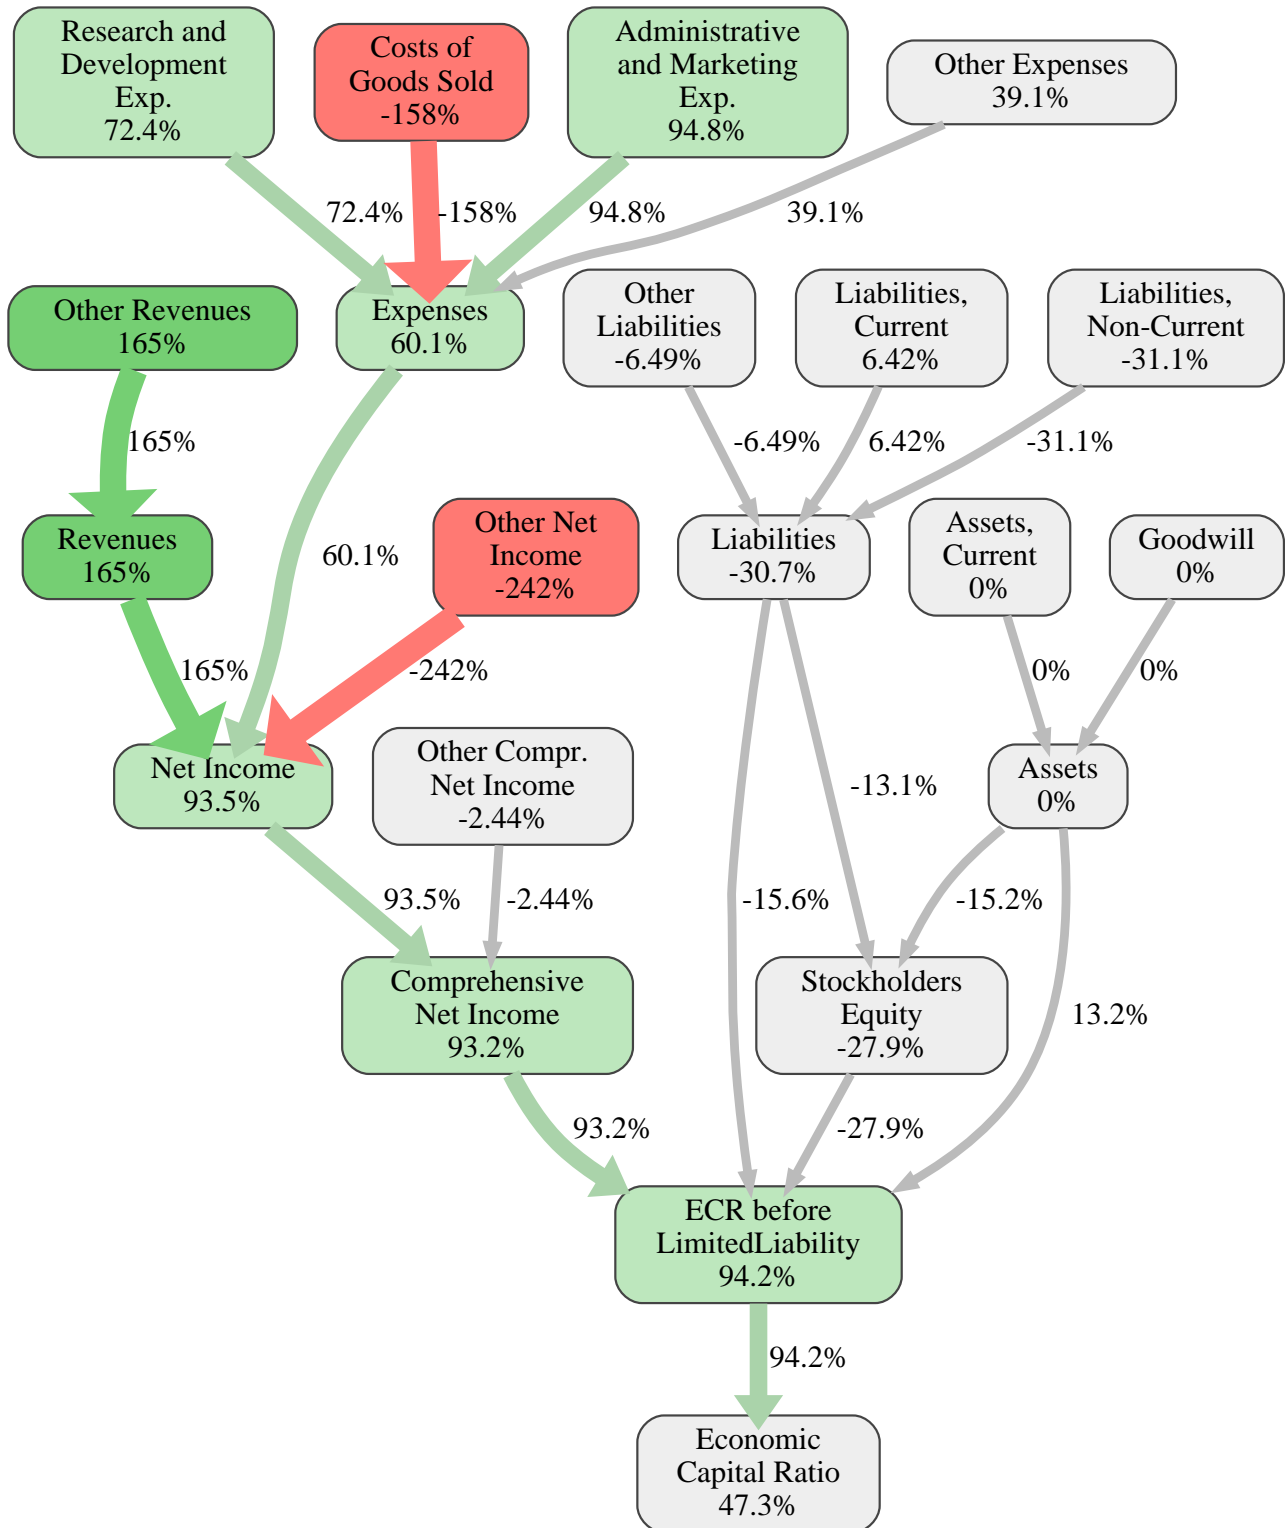 Research and
Development
Exp.
72.4%
Costs of
Goods Sold
-158%
Administrative
and Marketing
Exp.
94.8%
Other Expenses
39.1%
72.4%
-158%
94.8%
39.1%
Other Revenues
165%
Expenses
60.1%
Other
Liabilities
-6.49%
Liabilities,
Current
6.42%
Liabilities,
Non-Current
-31.1%
165%
-6.49%
6.42%
-31.1%
Revenues
165%
60.1%
Other Net
Income
-242%
Liabilities
-30.7%
Assets,
Current
0%
Goodwill
0%
165%
-242%
0%
0%
Net Income
93.5%
Other Compr.
Net Income
-2.44%
-13.1%
Assets
0%
93.5%
-2.44%
-15.6%
-15.2%
13.2%
Comprehensive
Net Income
93.2%
Stockholders
Equity
-27.9%
93.2%
-27.9%
ECR before
LimitedLiability
94.2%
94.2%
Economic
Capital Ratio
47.3%